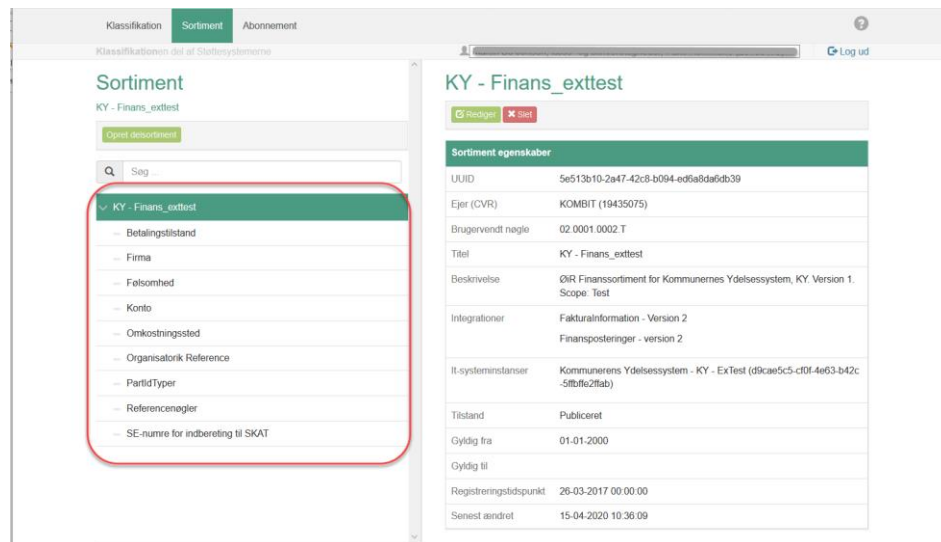 Klassifikation Sortiment Abonnement
Klassifikationen del af Støttesystemerne
Log ud
Sortiment
KY - Finans_exttest
Opret delsortiment
Søg ...
KY - Finans_exttest
Betalingstilstand
Firma
Følsomhed
Konto
Omkostningssted
Organisatorik Reference
PartIdTyper
Referencenøgler
SE-numre for indbereting til SKAT
KY - Finans_exttest
Rediger Slet
Sortiment egenskaber
UUID 5e513b10-2a47-42c8-b094-ed6a8da6db39
Ejer (CVR) KOMBIT (19435075)
Brugervendt nøgle 02.0001.0002.T
Titel KY - Finans_exttest
Beskrivelse ØiR Finanssortiment for Kommunernes Ydelsessystem, KY. Version 1.
Scope: Test
Integrationer FakturaInformation - Version 2
Finansposteringer - version 2
It-systeminstanser Kommunerens Ydelsessystem - KY - ExTest (d9cae5c5-cf0f-4e63-b42c
-5ffbffe2ffab)
Tilstand Publiceret
Gyldig fra 01-01-2000
Gyldig til
Registreringstidspunkt 26-03-2017 00:00:00
Senest ændret 15-04-2020 10:36:09